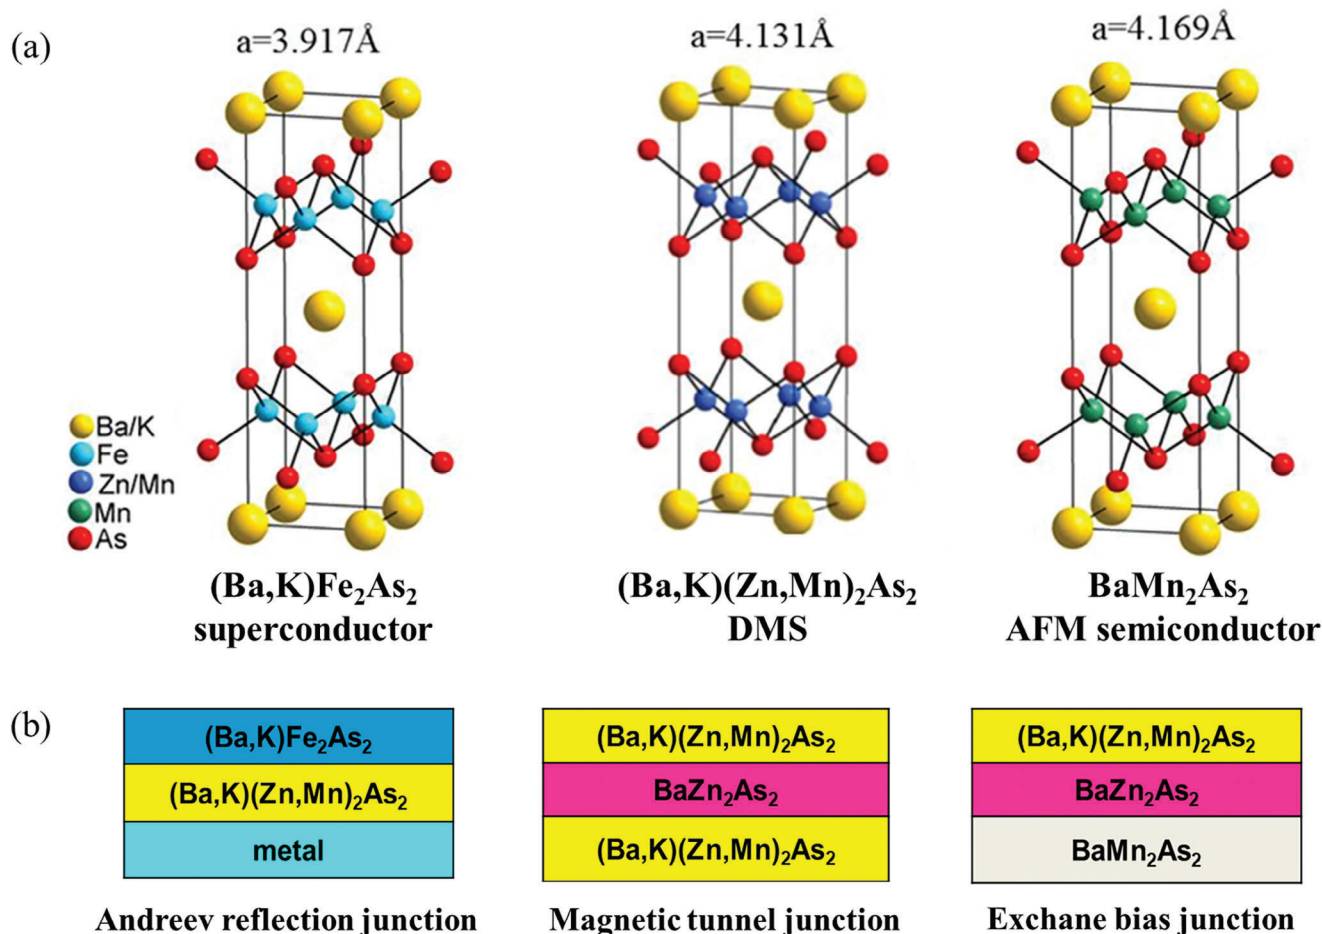 (a)
a=3.917Å
a=4.131Å
a=4.169Å
Ba/K
Fe
Zn/Mn
Mn
As
(Ba,K)Fe₂As₂
superconductor
(Ba,K)(Zn,Mn)₂As₂
DMS
BaMn₂As₂
AFM semiconductor
(b)
(Ba,K)Fe₂As₂
(Ba,K)(Zn,Mn)₂As₂
metal
Andreev reflection junction
(Ba,K)(Zn,Mn)₂As₂
BaZn₂As₂
(Ba,K)(Zn,Mn)₂As₂
Magnetic tunnel junction
(Ba,K)(Zn,Mn)₂As₂
BaZn₂As₂
BaMn₂As₂
Exchane bias junction